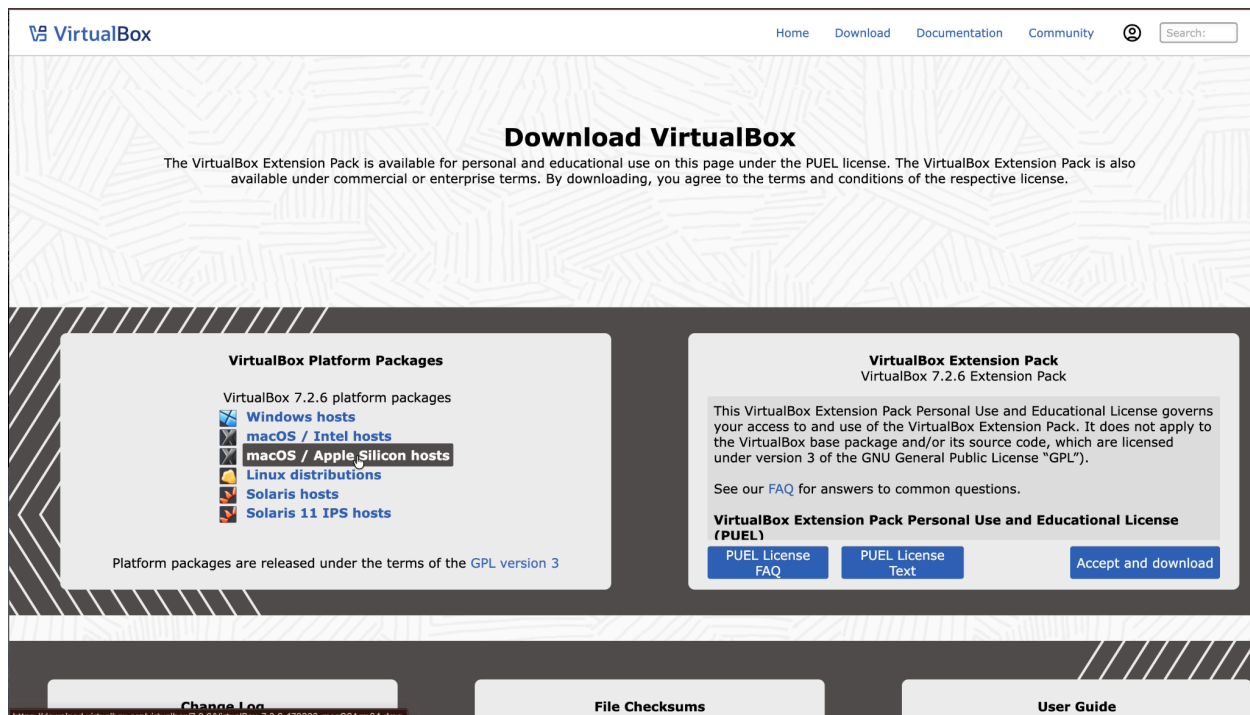 VirtualBox
Home Download Documentation Community Search:
Download VirtualBox
The VirtualBox Extension Pack is available for personal and educational use on this page under the PUEL license. The VirtualBox Extension Pack is also
available under commercial or enterprise terms. By downloading, you agree to the terms and conditions of the respective license.
VirtualBox Platform Packages
VirtualBox 7.2.6 platform packages
Windows hosts
macOS / Intel hosts
macOS / Apple Silicon hosts
Linux distributions
Solaris hosts
Solaris 11 IPS hosts
Platform packages are released under the terms of the GPL version 3
VirtualBox Extension Pack
VirtualBox 7.2.6 Extension Pack
This VirtualBox Extension Pack Personal Use and Educational License governs
your access to and use of the VirtualBox Extension Pack. It does not apply to
the VirtualBox base package and/or its source code, which are licensed
under version 3 of the GNU General Public License “GPL”).
See our FAQ for answers to common questions.
VirtualBox Extension Pack Personal Use and Educational License
(PUEL)
PUEL License
FAQ
PUEL License
Text
Accept and download
Change Log
File Checksums
User Guide